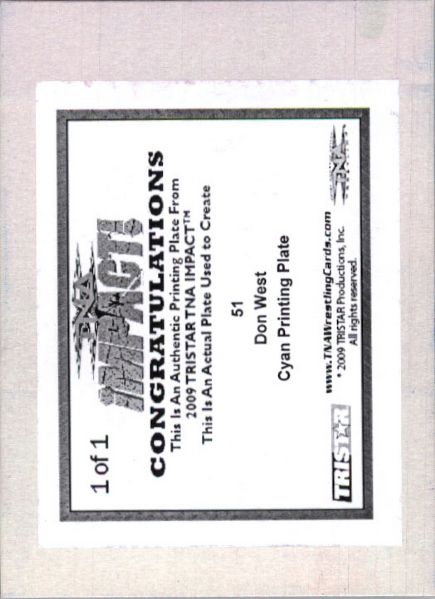 1 of 1
TNA
iMPACT!
CONGRATULATIONS
This Is An Authentic Printing Plate From
2009 TRISTAR TNA IMPACT™
This Is An Actual Plate Used to Create
51
Don West
Cyan Printing Plate
TRISTAR
www.TNAWrestlingCards.com
* 2009 TRISTAR Productions, Inc.
All rights reserved.
TNA